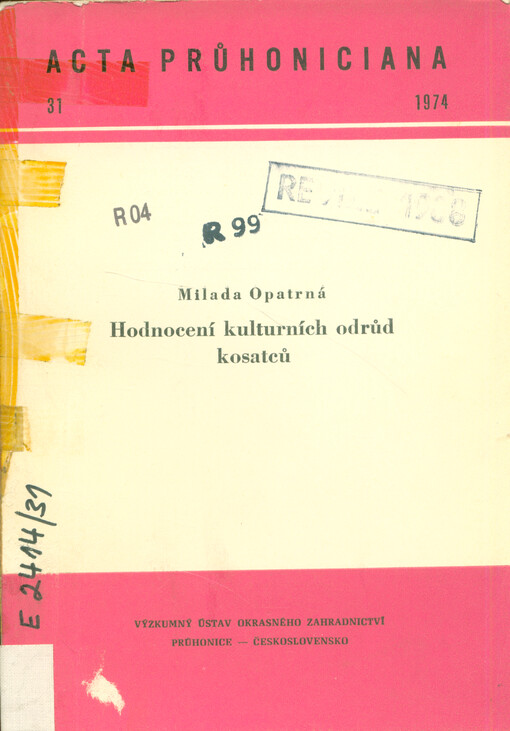 ACTA PRŮHONICIANA
31 1974
R 04
R 99
Milada Opatrná
Hodnocení kulturních odrůd
kosatců
E 2414/31
VÝZKUMNÝ ÚSTAV OKRASNÉHO ZAHRADNICTVÍ
PRŮHONICE — ČESKOSLOVENSKO